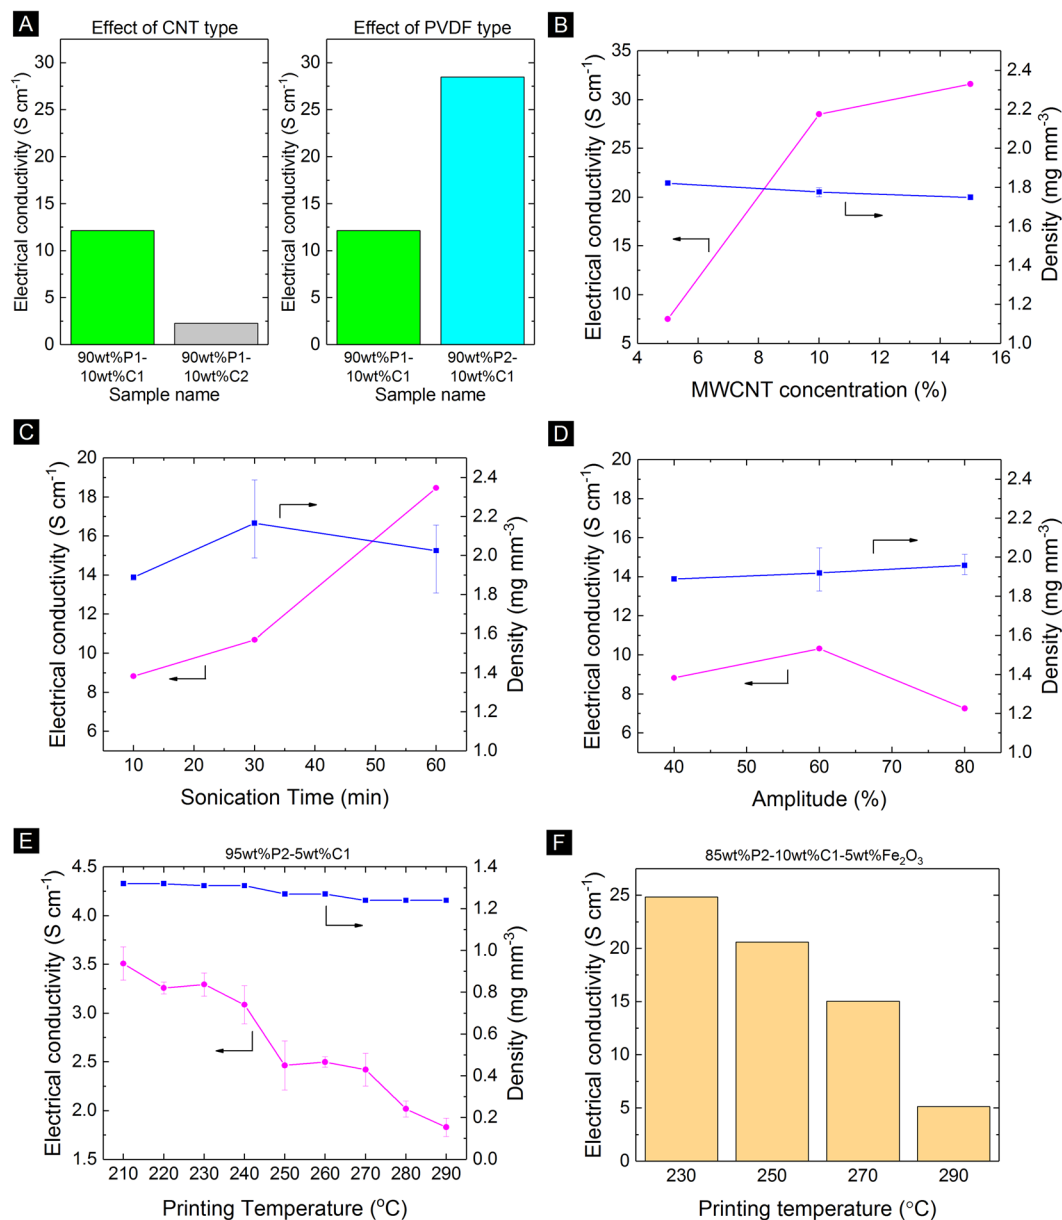 A
Effect of CNT type
Electrical conductivity (S cm⁻¹)
30
25
20
15
10
5
0
90wt%P1-
10wt%C1
90wt%P1-
10wt%C2
Sample name
Effect of PVDF type
Electrical conductivity (S cm⁻¹)
30
25
20
15
10
5
0
90wt%P1-
10wt%C1
90wt%P2-
10wt%C1
Sample name
B
Electrical conductivity (S cm⁻¹)
35
30
25
20
15
10
5
2.4
2.2
2.0
1.8
1.6
1.4
1.2
1.0
Density (mg mm⁻³)
4 6 8 10 12 14 16
MWCNT concentration (%)
C
Electrical conductivity (S cm⁻¹)
20
18
16
14
12
10
8
6
2.4
2.2
2.0
1.8
1.6
1.4
1.2
1.0
Density (mg mm⁻³)
10 20 30 40 50 60
Sonication Time (min)
D
Electrical conductivity (S cm⁻¹)
20
18
16
14
12
10
8
6
2.4
2.2
2.0
1.8
1.6
1.4
1.2
1.0
Density (mg mm⁻³)
40 50 60 70 80
Amplitude (%)
E
95wt%P2-5wt%C1
Electrical conductivity (S cm⁻¹)
4.5
4.0
3.5
3.0
2.5
2.0
1.5
1.4
1.2
1.0
0.8
0.6
0.4
0.2
0.0
Density (mg mm⁻³)
210 220 230 240 250 260 270 280 290
Printing Temperature (ºC)
F
85wt%P2-10wt%C1-5wt%Fe₂O₃
Electrical conductivity (S cm⁻¹)
25
20
15
10
5
0
230 250 270 290
Printing temperature (°C)